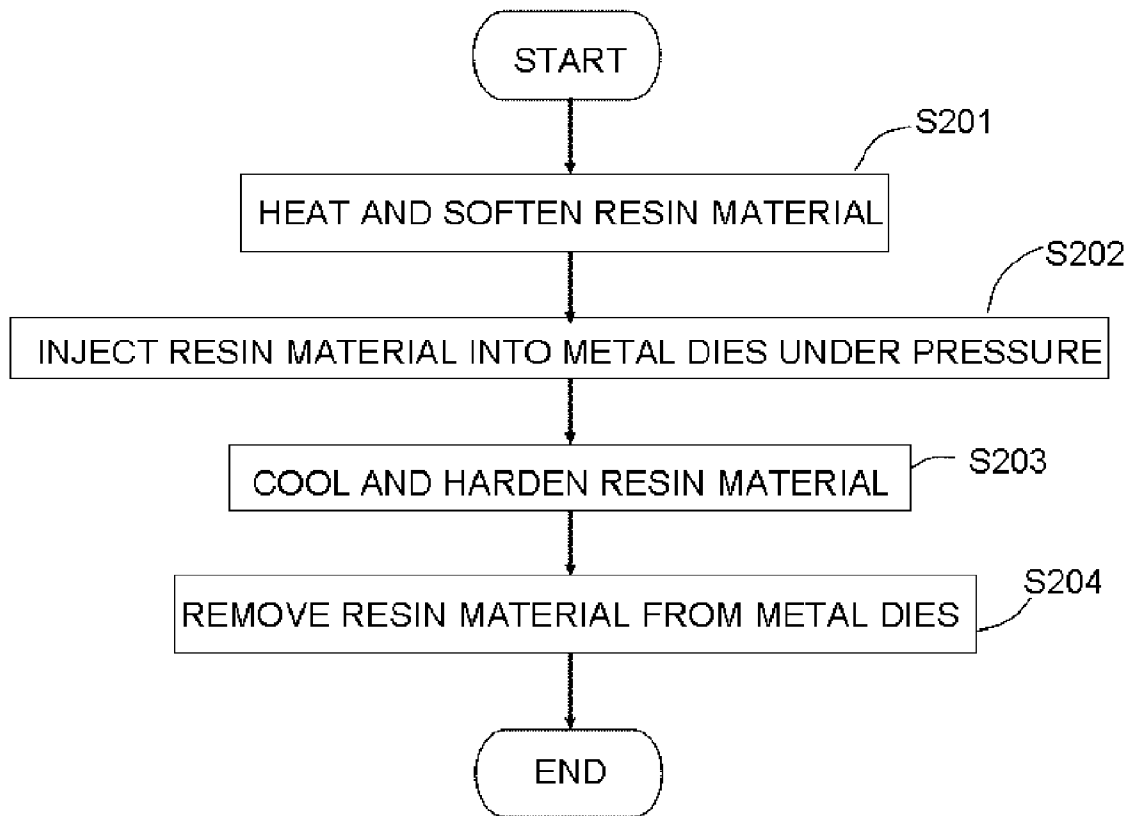 START
S201
HEAT AND SOFTEN RESIN MATERIAL
S202
INJECT RESIN MATERIAL INTO METAL DIES UNDER PRESSURE
S203
COOL AND HARDEN RESIN MATERIAL
S204
REMOVE RESIN MATERIAL FROM METAL DIES
END